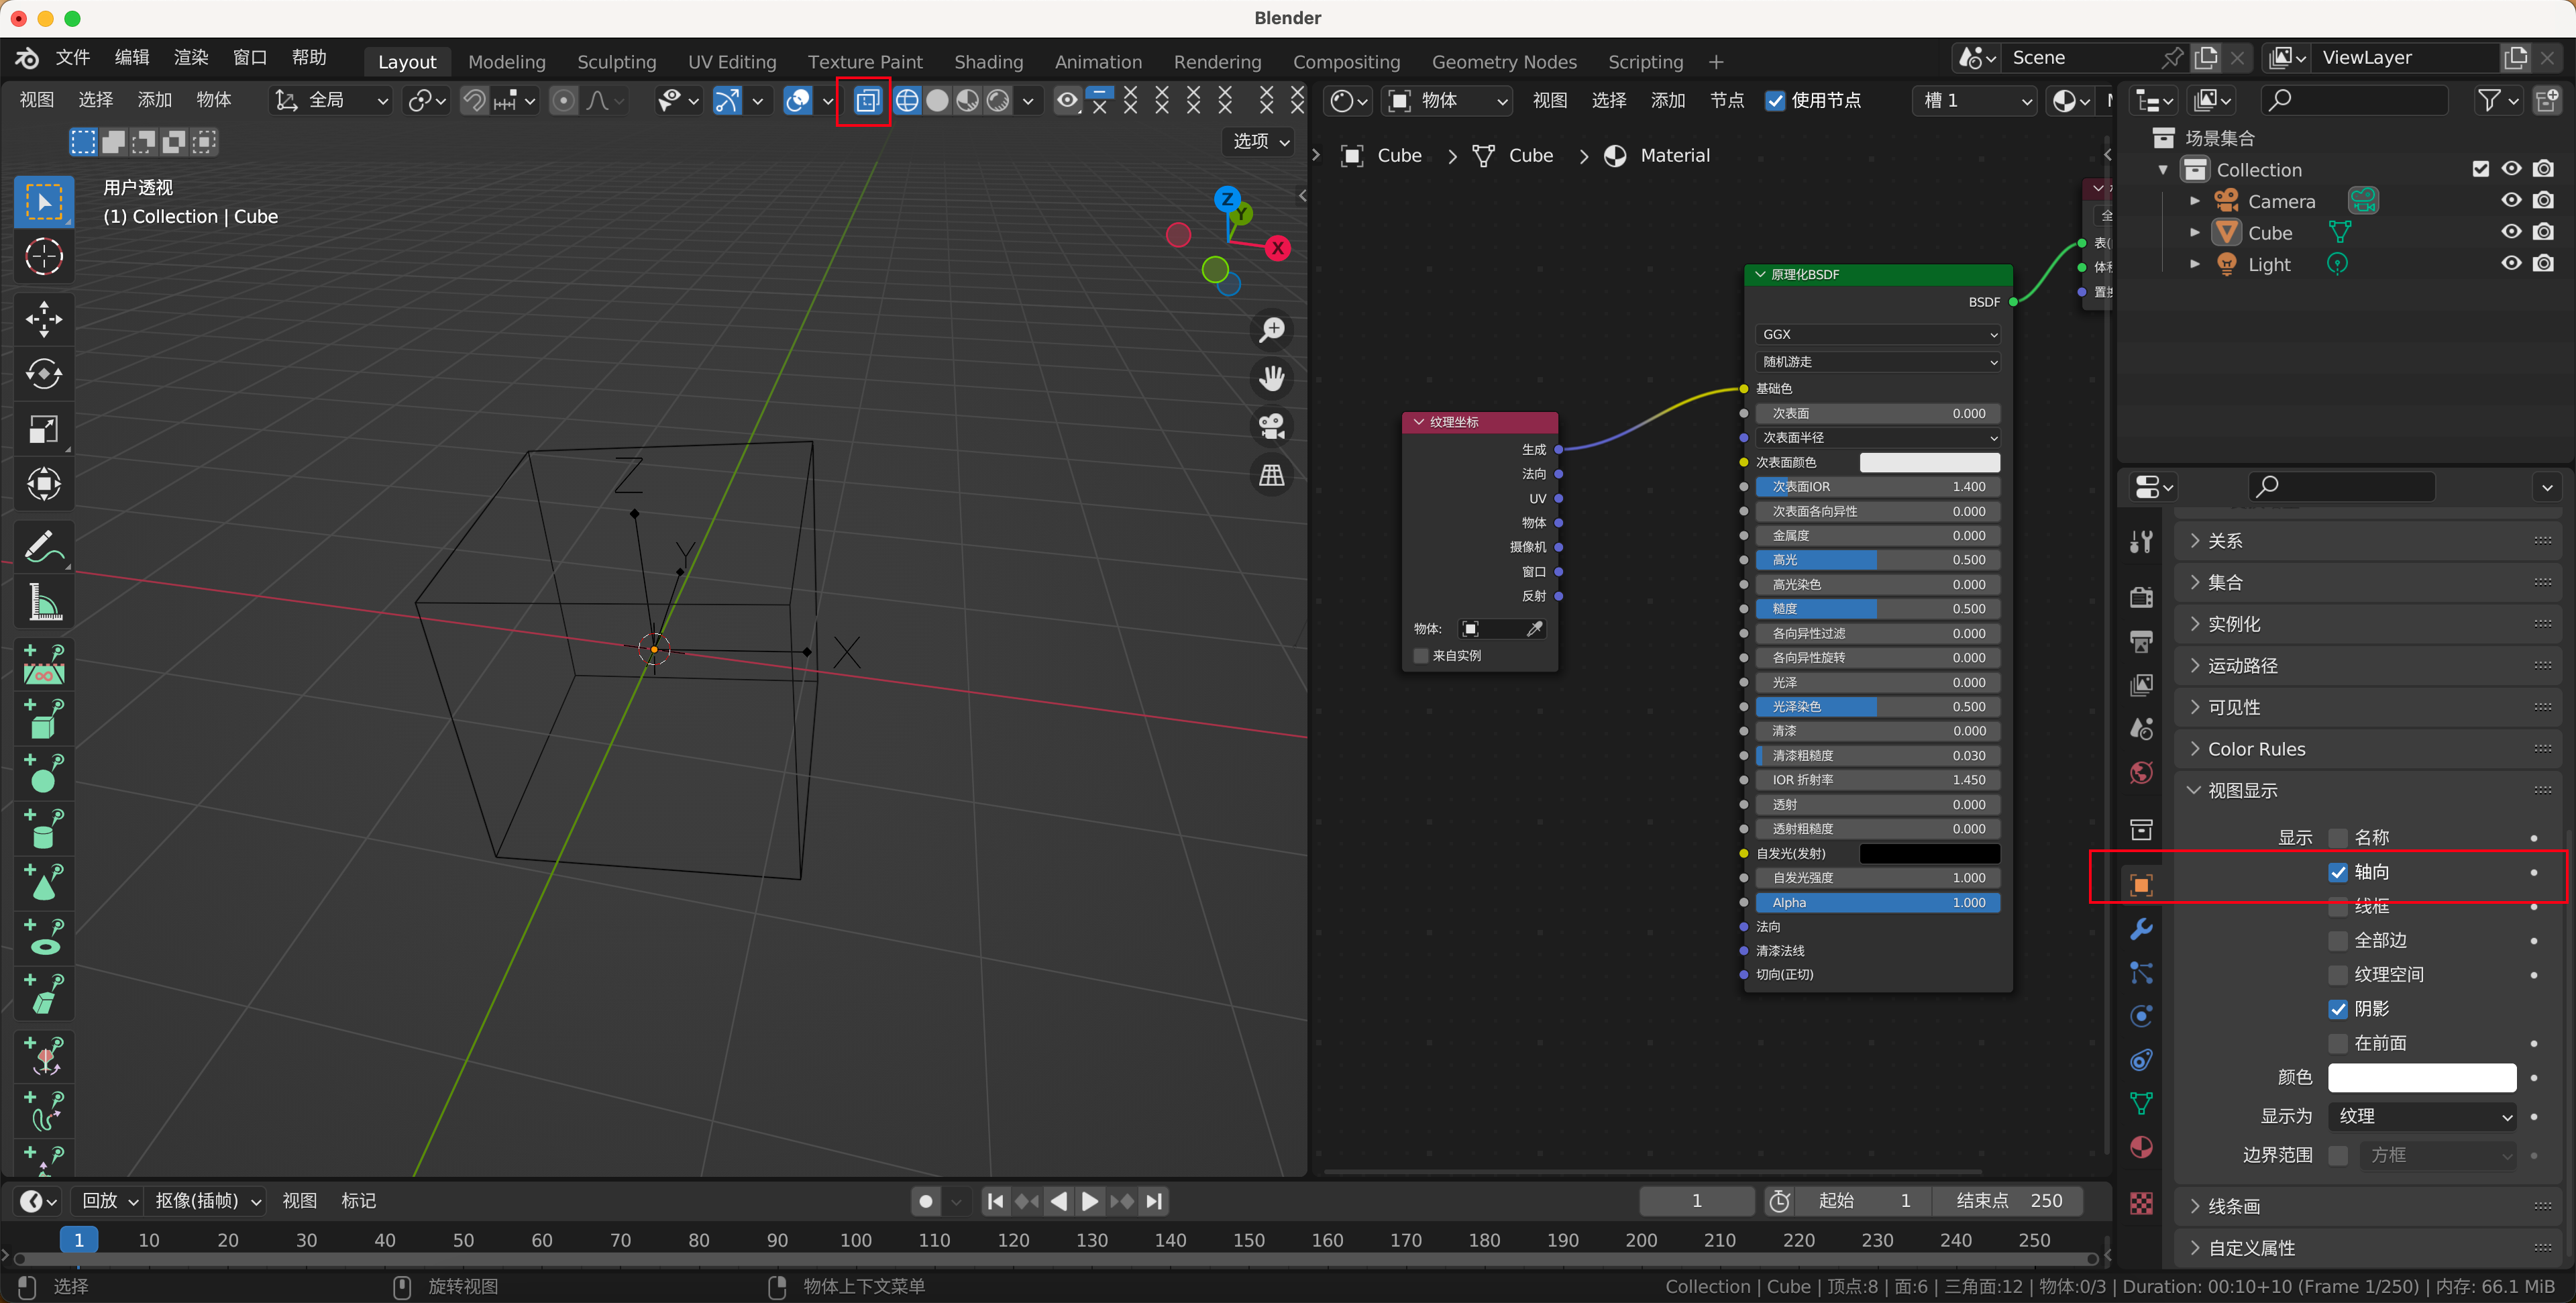 Blender
文件 编辑 渲染 窗口 帮助 Layout Modeling Sculpting UV Editing Texture Paint Shading Animation Rendering Compositing Geometry Nodes Scripting + Scene ViewLayer
视图 选择 添加 物体 全局
选项
用户透视
(1) Collection | Cube
Z
Y
X
Z
Y
X
物体 视图 选择 添加 节点 使用节点 槽 1
Cube > Cube > Material
纹理坐标
生成
法向
UV
物体
摄像机
窗口
反射
物体:
来自实例
原理化BSDF
BSDF
GGX
随机游走
基础色
次表面 0.000
次表面半径
次表面颜色
次表面IOR 1.400
次表面各向异性 0.000
金属度 0.000
高光 0.500
高光染色 0.000
糙度 0.500
各向异性过滤 0.000
各向异性旋转 0.000
光泽 0.000
光泽染色 0.500
清漆 0.000
清漆粗糙度 0.030
IOR 折射率 1.450
透射 0.000
透射粗糙度 0.000
自发光(发射)
自发光强度 1.000
Alpha 1.000
法向
清漆法线
切向(正切)
场景集合
Collection
Camera
Cube
Light
关系
集合
实例化
运动路径
可见性
Color Rules
视图显示
显示 名称
轴向
线框
全部边
纹理空间
阴影
在前面
颜色
显示为 纹理
边界范围 方框
线条画
自定义属性
回放 抠像(插帧) 视图 标记 1 起始 1 结束点 250
1 10 20 30 40 50 60 70 80 90 100 110 120 130 140 150 160 170 180 190 200 210 220 230 240 250
选择 旋转视图 物体上下文菜单 Collection | Cube | 顶点:8 | 面:6 | 三角面:12 | 物体:0/3 | Duration: 00:10+10 (Frame 1/250) | 内存: 66.1 MiB